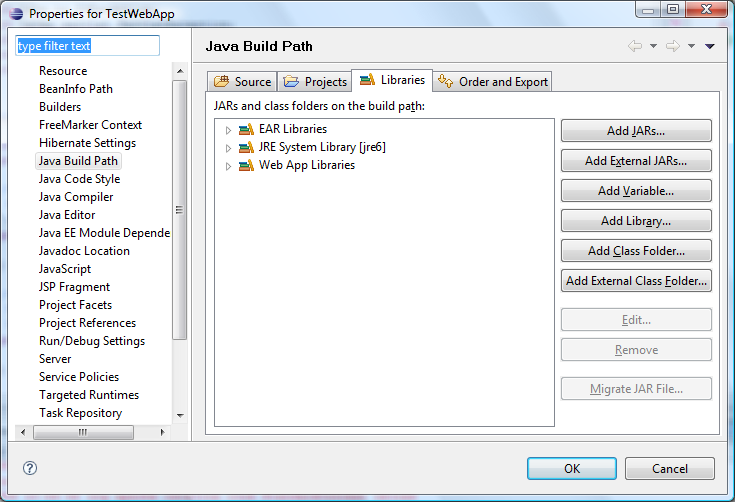 Properties for TestWebApp
type filter text
Resource
BeanInfo Path
Builders
FreeMarker Context
Hibernate Settings
Java Build Path
Java Code Style
Java Compiler
Java Editor
Java EE Module Depende
Javadoc Location
JavaScript
JSP Fragment
Project Facets
Project References
Run/Debug Settings
Server
Service Policies
Targeted Runtimes
Task Repository
Java Build Path
Source Projects Libraries Order and Export
JARs and class folders on the build path:
EAR Libraries
JRE System Library [jre6]
Web App Libraries
Add JARs...
Add External JARs...
Add Variable...
Add Library...
Add Class Folder...
Add External Class Folder...
Edit...
Remove
Migrate JAR File...
?
OK Cancel